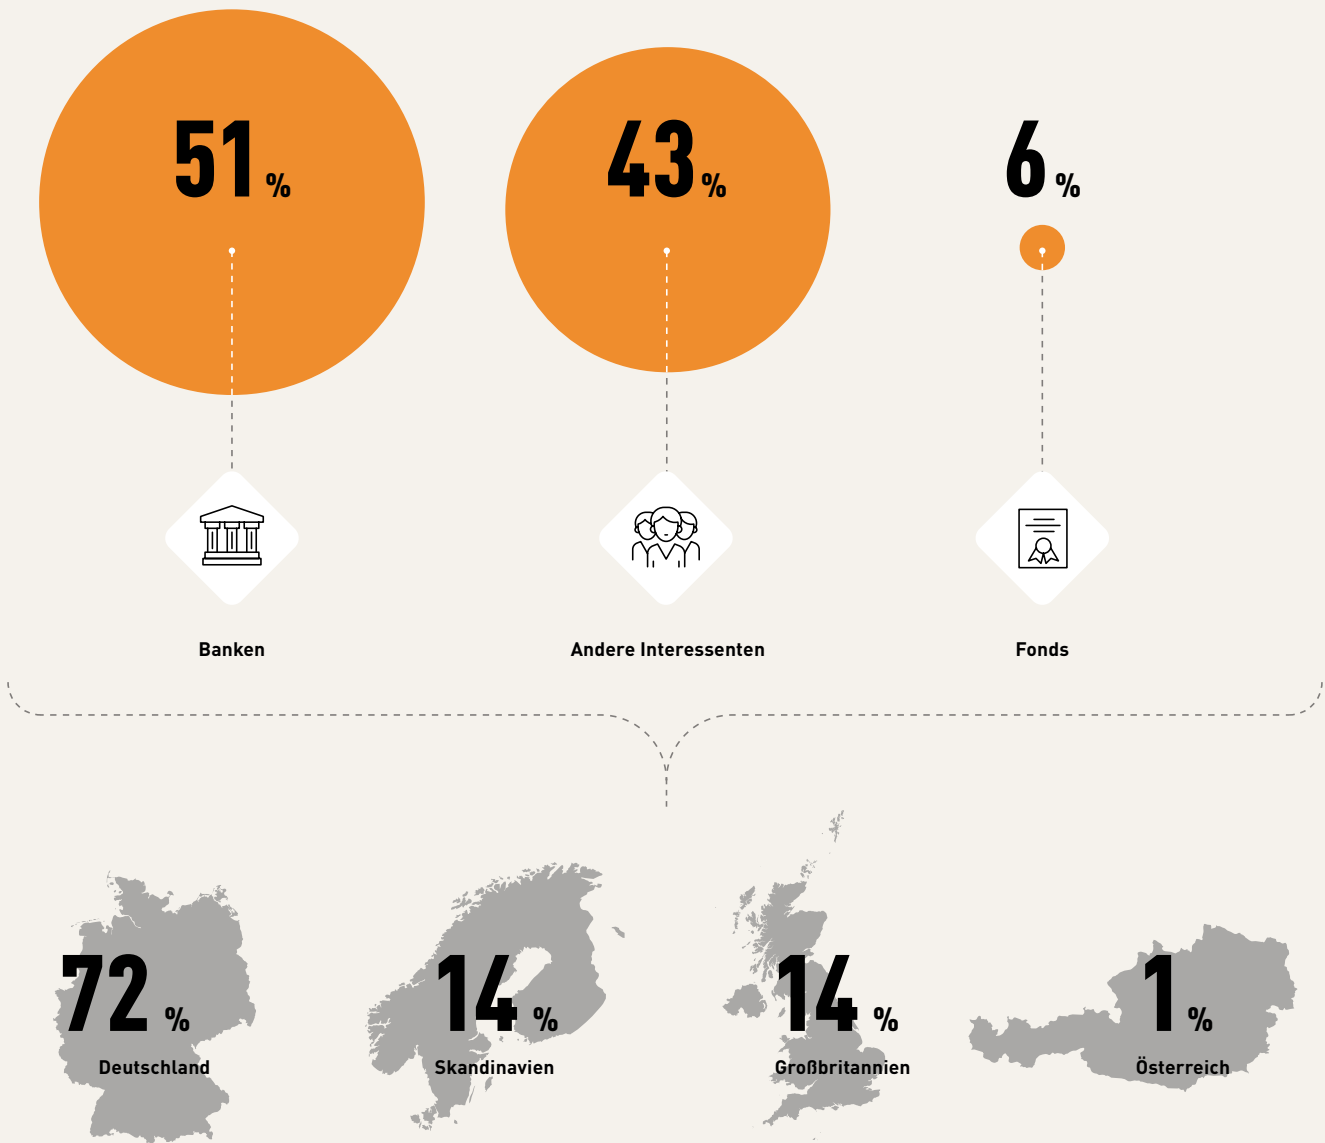 51 %
43 %
6 %
Banken
Andere Interessenten
Fonds
72 %
14 %
14 %
1 %
Deutschland
Skandinavien
Großbritannien
Österreich